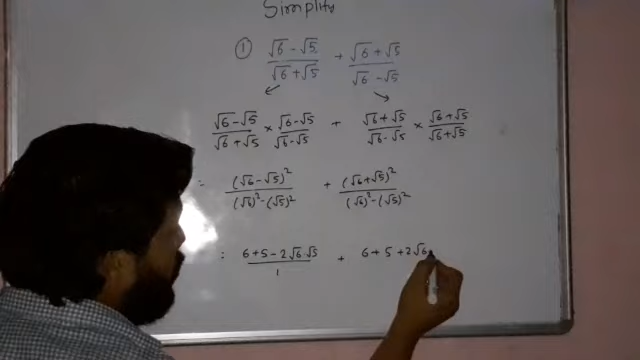 Simplify
① (√6 - √5)/(√6 + √5) + (√6 + √5)/(√6 - √5)
(√6 - √5)/(√6 + √5) × (√6 - √5)/(√6 - √5) + (√6 + √5)/(√6 - √5) × (√6 + √5)/(√6 + √5)
= (√6 - √5)²/((√6)² - (√5)²) + (√6 + √5)²/((√6)² - (√5)²)
= (6 + 5 - 2√6·√5)/1 + 6 + 5 + 2√6